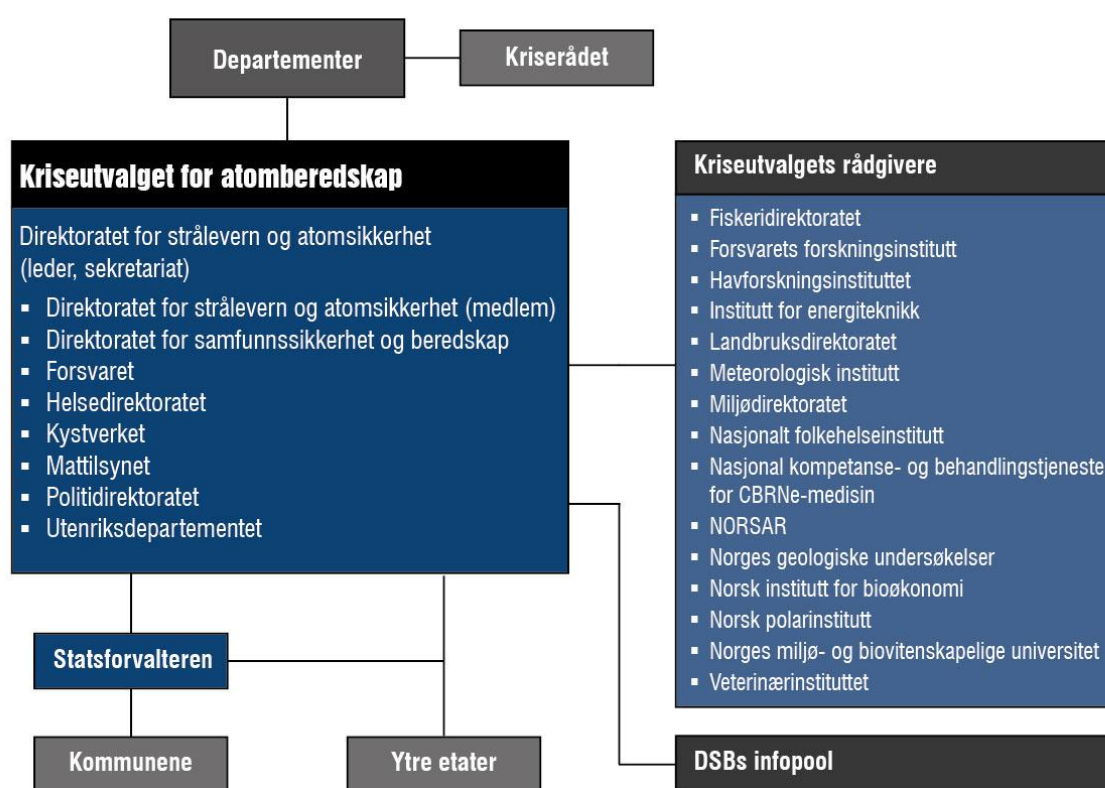 Departementer
Kriserådet
Kriseutvalget for atomberedskap
Direktoratet for strålevern og atomsikkerhet
(leder, sekretariat)
▪ Direktoratet for strålevern og atomsikkerhet (medlem)
▪ Direktoratet for samfunnssikkerhet og beredskap
▪ Forsvaret
▪ Helsedirektoratet
▪ Kystverket
▪ Mattilsynet
▪ Politidirektoratet
▪ Utenriksdepartementet
Kriseutvalgets rådgivere
▪ Fiskeridirektoratet
▪ Forsvarets forskningsinstitutt
▪ Havforskningsinstituttet
▪ Institutt for energiteknikk
▪ Landbruksdirektoratet
▪ Meteorologisk institutt
▪ Miljødirektoratet
▪ Nasjonalt folkehelseinstitutt
▪ Nasjonal kompetanse- og behandlingstjeneste
for CBRNe-medisin
▪ NORSAR
▪ Norges geologiske undersøkelser
▪ Norsk institutt for bioøkonomi
▪ Norsk polarinstitutt
▪ Norges miljø- og biovitenskapelige universitet
▪ Veterinærinstituttet
Statsforvalteren
Kommunene
Ytre etater
DSBs infopool